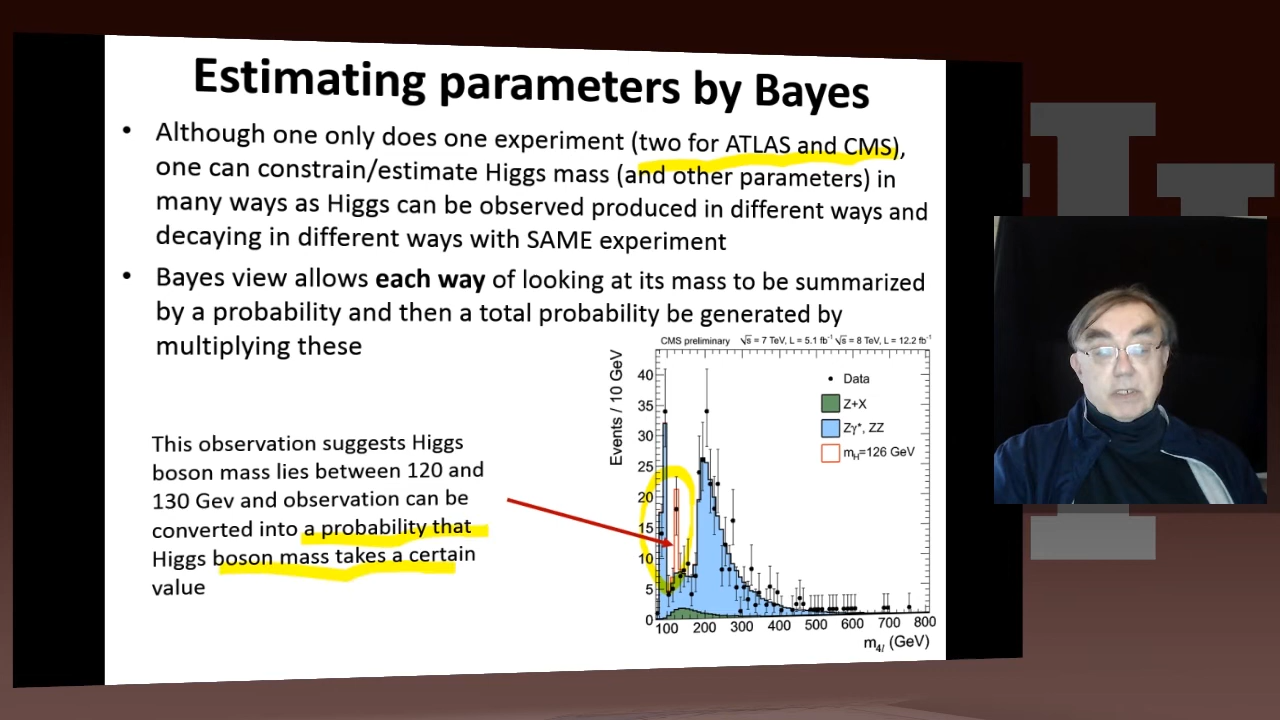 Estimating parameters by Bayes
• Although one only does one experiment (two for ATLAS and CMS),
one can constrain/estimate Higgs mass (and other parameters) in
many ways as Higgs can be observed produced in different ways and
decaying in different ways with SAME experiment
• Bayes view allows each way of looking at its mass to be summarized
by a probability and then a total probability be generated by
multiplying these
This observation suggests Higgs
boson mass lies between 120 and
130 Gev and observation can be
converted into a probability that
Higgs boson mass takes a certain
value
CMS preliminary √s = 7 TeV, L = 5.1 fb⁻¹ √s = 8 TeV, L = 12.2 fb⁻¹
Events / 10 GeV
40
35
30
25
20
15
10
5
0
Data
Z+X
Zγ*, ZZ
mH=126 GeV
100 200 300 400 500 600 700 800
m4l (GeV)